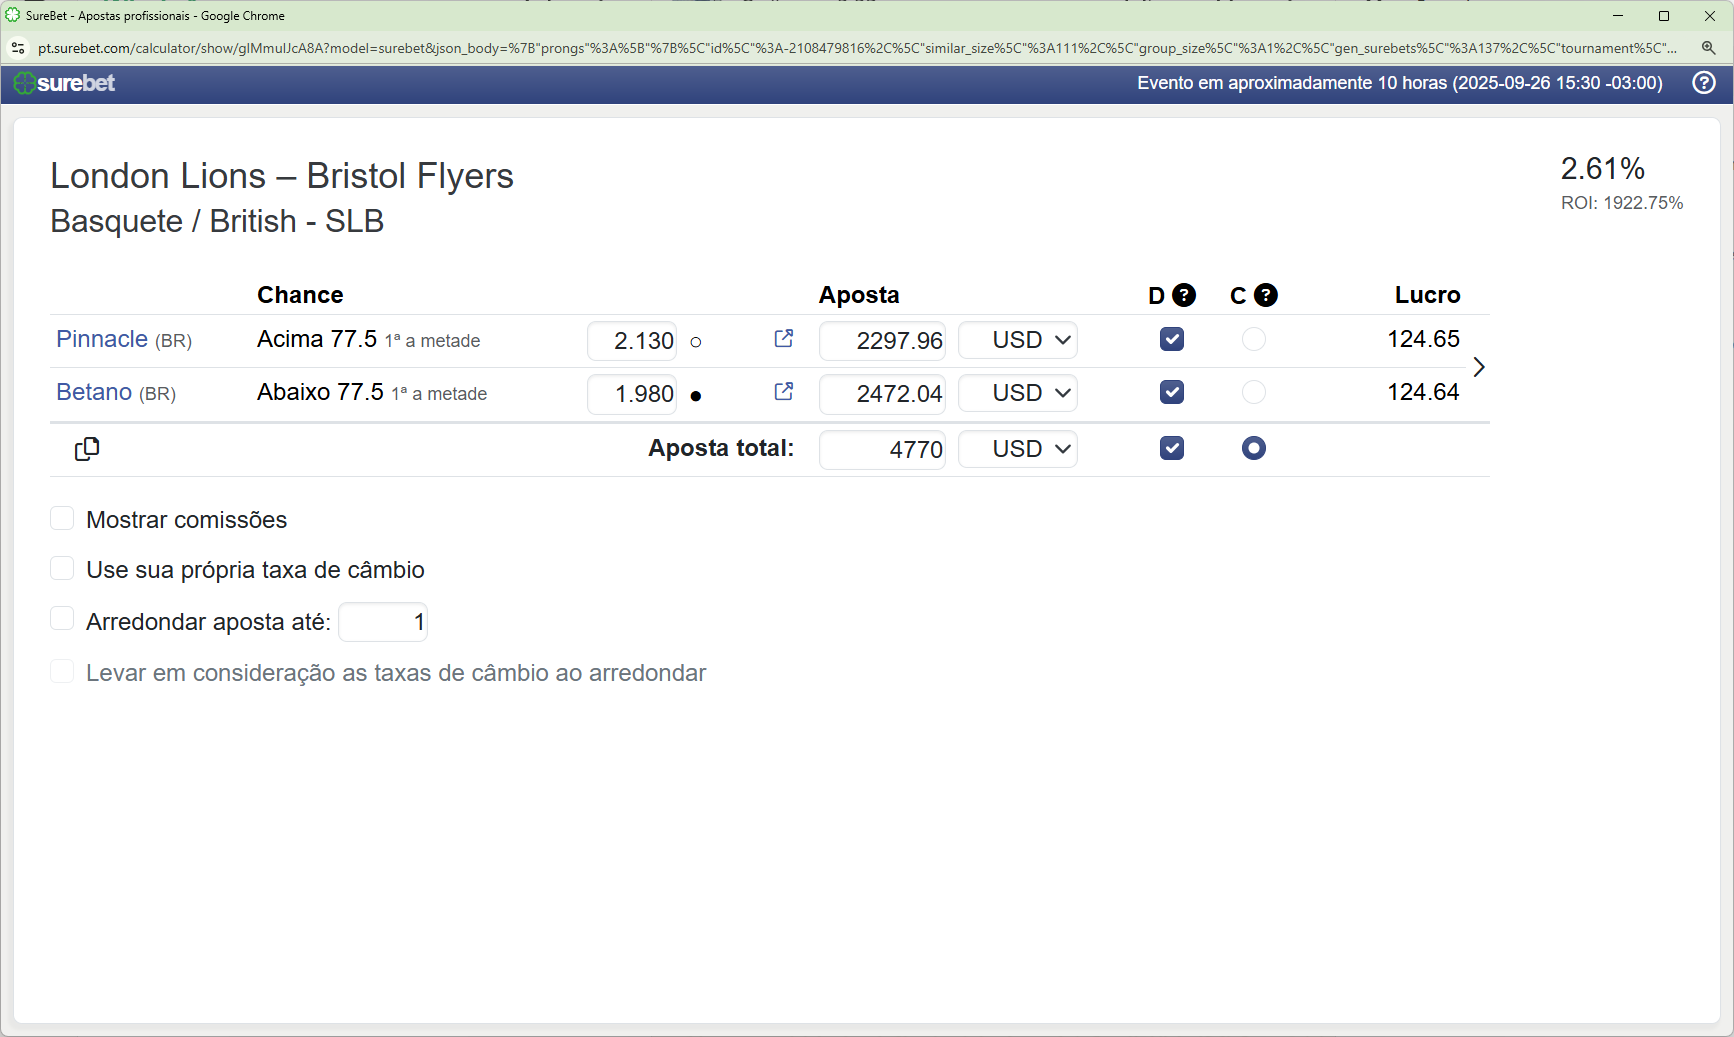 SureBet - Apostas profissionais - Google Chrome
pt.surebet.com/calculator/show/gIMmulJcA8A?model=surebet&json_body=%7B"prongs"%3A%5B"%7B%5C"id%5C"%3A-2108479816%2C%5C"similar_size%5C"%3A111%2C%5C"group_size%5C"%3A1%2C%5C"gen_surebets%5C"%3A137%2C%5C"tournament%5C"...
surebet
Evento em aproximadamente 10 horas (2025-09-26 15:30 -03:00)
London Lions – Bristol Flyers
2.61%
Basquete / British - SLB
ROI: 1922.75%
Chance Aposta D C Lucro
Pinnacle (BR) Acima 77.5 1ª a metade 2.130 2297.96 USD 124.65
Betano (BR) Abaixo 77.5 1ª a metade 1.980 2472.04 USD 124.64
Aposta total: 4770 USD
Mostrar comissões
Use sua própria taxa de câmbio
Arredondar aposta até: 1
Levar em consideração as taxas de câmbio ao arredondar